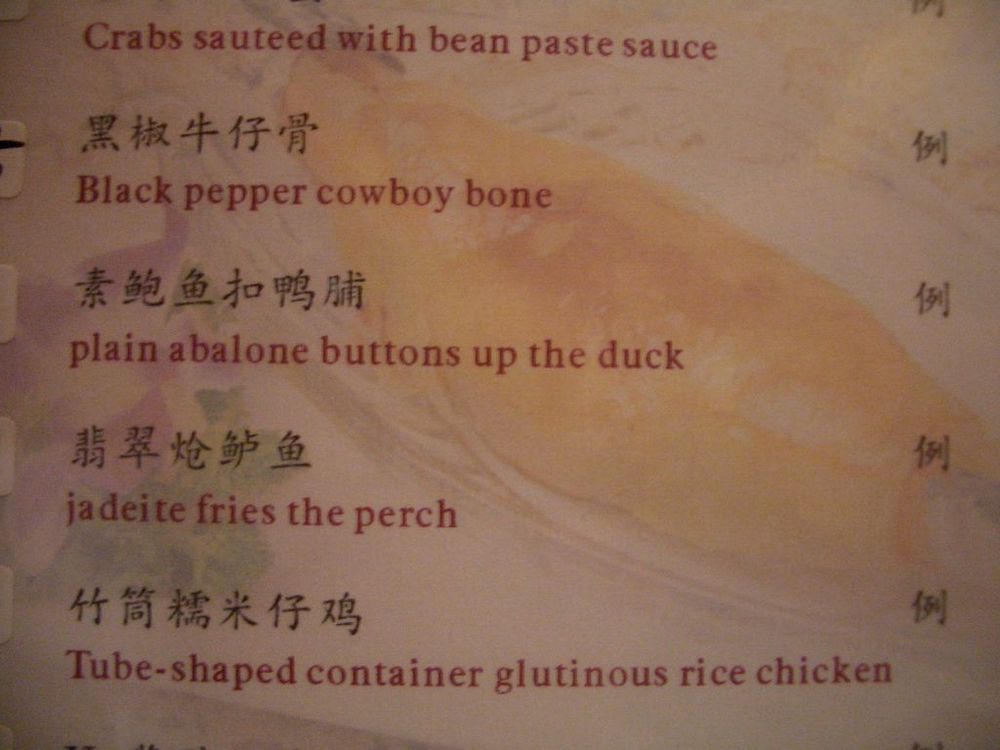 例
Crabs sauteed with bean paste sauce
黑椒牛仔骨 例
Black pepper cowboy bone
素鲍鱼扣鸭脯 例
plain abalone buttons up the duck
翡翠炝鲈鱼 例
jadeite fries the perch
竹筒糯米仔鸡 例
Tube-shaped container glutinous rice chicken